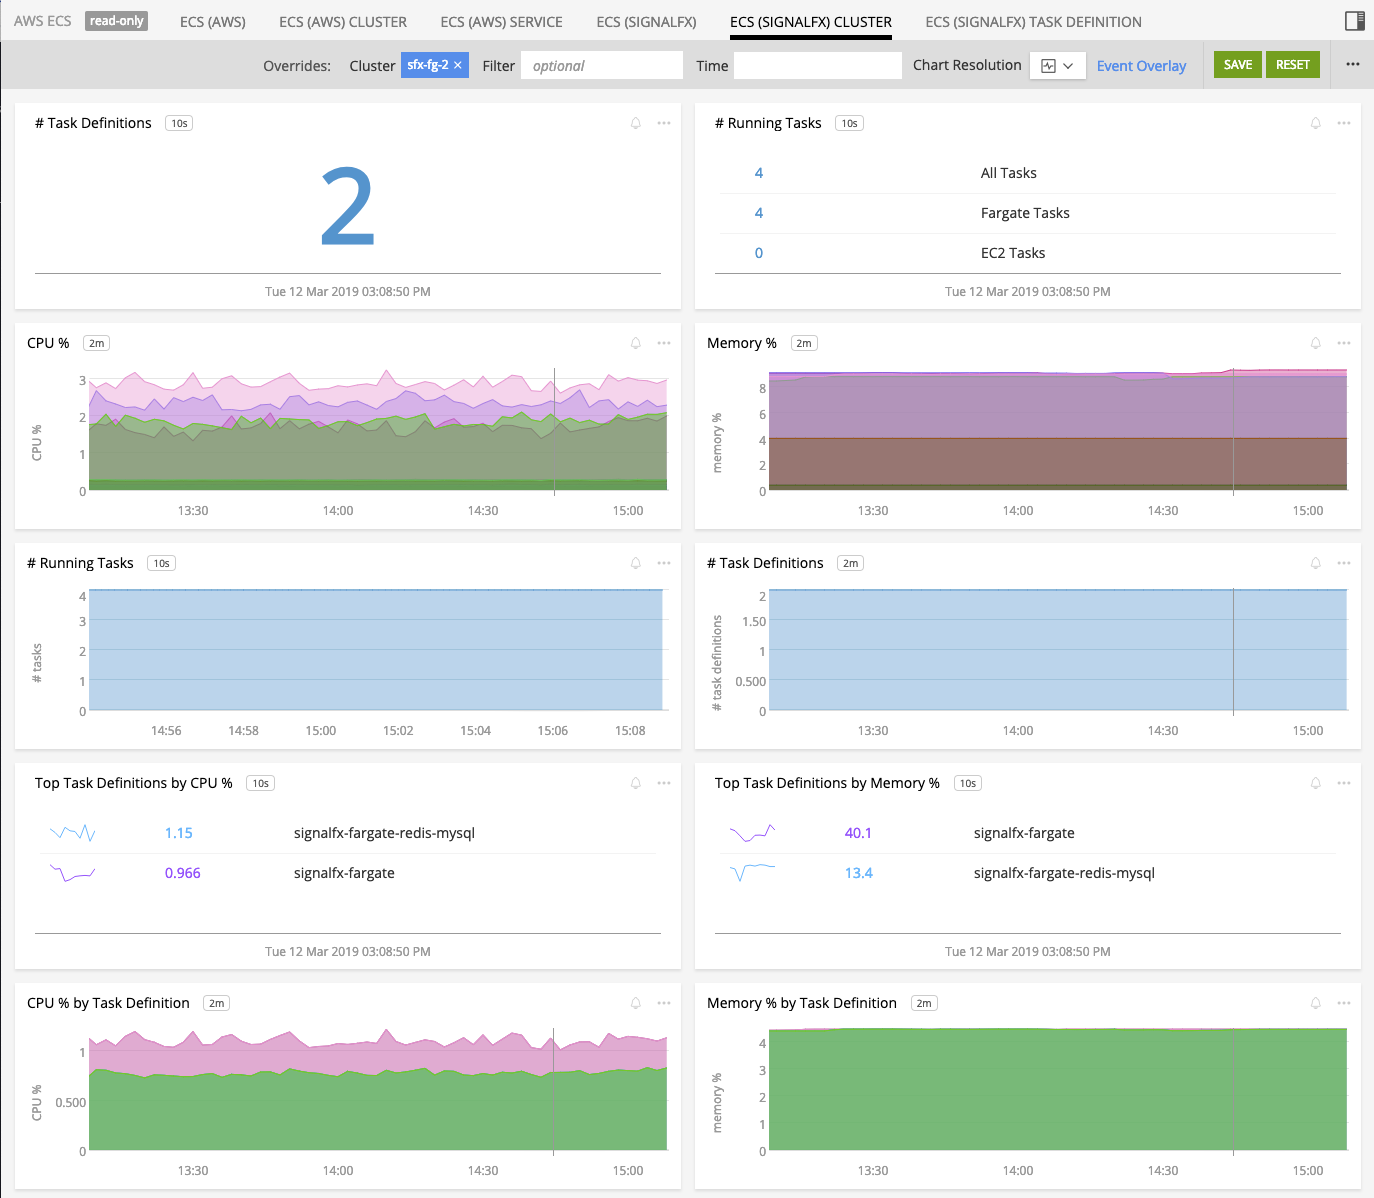 AWS ECS read-only ECS (AWS) ECS (AWS) CLUSTER ECS (AWS) SERVICE ECS (SIGNALFX) ECS (SIGNALFX) CLUSTER ECS (SIGNALFX) TASK DEFINITION
Overrides: Cluster sfx-fg-2 × Filter optional Time Chart Resolution Event Overlay SAVE RESET ...
# Task Definitions 10s
2
Tue 12 Mar 2019 03:08:50 PM
# Running Tasks 10s
4 All Tasks
4 Fargate Tasks
0 EC2 Tasks
Tue 12 Mar 2019 03:08:50 PM
CPU % 2m
CPU %
3
2
1
0
13:30 14:00 14:30 15:00
Memory % 2m
memory %
8
6
4
2
0
13:30 14:00 14:30 15:00
# Running Tasks 10s
# tasks
4
3
2
1
0
14:56 14:58 15:00 15:02 15:04 15:06 15:08
# Task Definitions 2m
# task definitions
2
1.50
1
0.500
0
13:30 14:00 14:30 15:00
Top Task Definitions by CPU % 10s
1.15 signalfx-fargate-redis-mysql
0.966 signalfx-fargate
Tue 12 Mar 2019 03:08:50 PM
Top Task Definitions by Memory % 10s
40.1 signalfx-fargate
13.4 signalfx-fargate-redis-mysql
Tue 12 Mar 2019 03:08:50 PM
CPU % by Task Definition 2m
CPU %
1
0.500
0
13:30 14:00 14:30 15:00
Memory % by Task Definition 2m
memory %
4
3
2
1
0
13:30 14:00 14:30 15:00